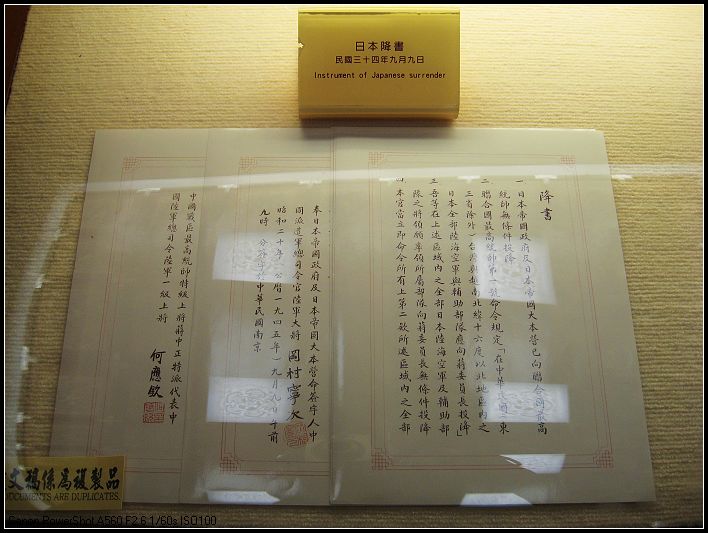 日本降書
民國三十四年九月九日
Instrument of Japanese surrender
降書
一日本帝國政府及日本帝國大本營已向聯合國最高
統帥無條件投降
二聯合國最高統帥第一號命令規定「在中華民國(東
三省除外)台灣與越南北緯十六度以北地區內之
日本全部陸海空軍與輔助部隊應向蔣委員長投降」
三吾等在上述區域內之全部日本陸海空軍及輔助部
隊之將領願率領所屬部隊向蔣委員長無條件投降
四本官當立即命令所有上第二款所述區域內之全部
奉日本帝國政府及日本帝國大本營命簽字人中
國派遣軍總司令官陸軍大將 岡村寧次
昭和二十年(公曆一九四五年)九月九日午前
九時 分簽字於中華民國南京
中國戰區最高統帥特級上將蔣中正特派代表中
國陸軍總司令陸軍一級上將 何應欽
文稿係為複製品
DOCUMENTS ARE DUPLICATES.
Canon PowerShot A560 F2.6 1/60s ISO100